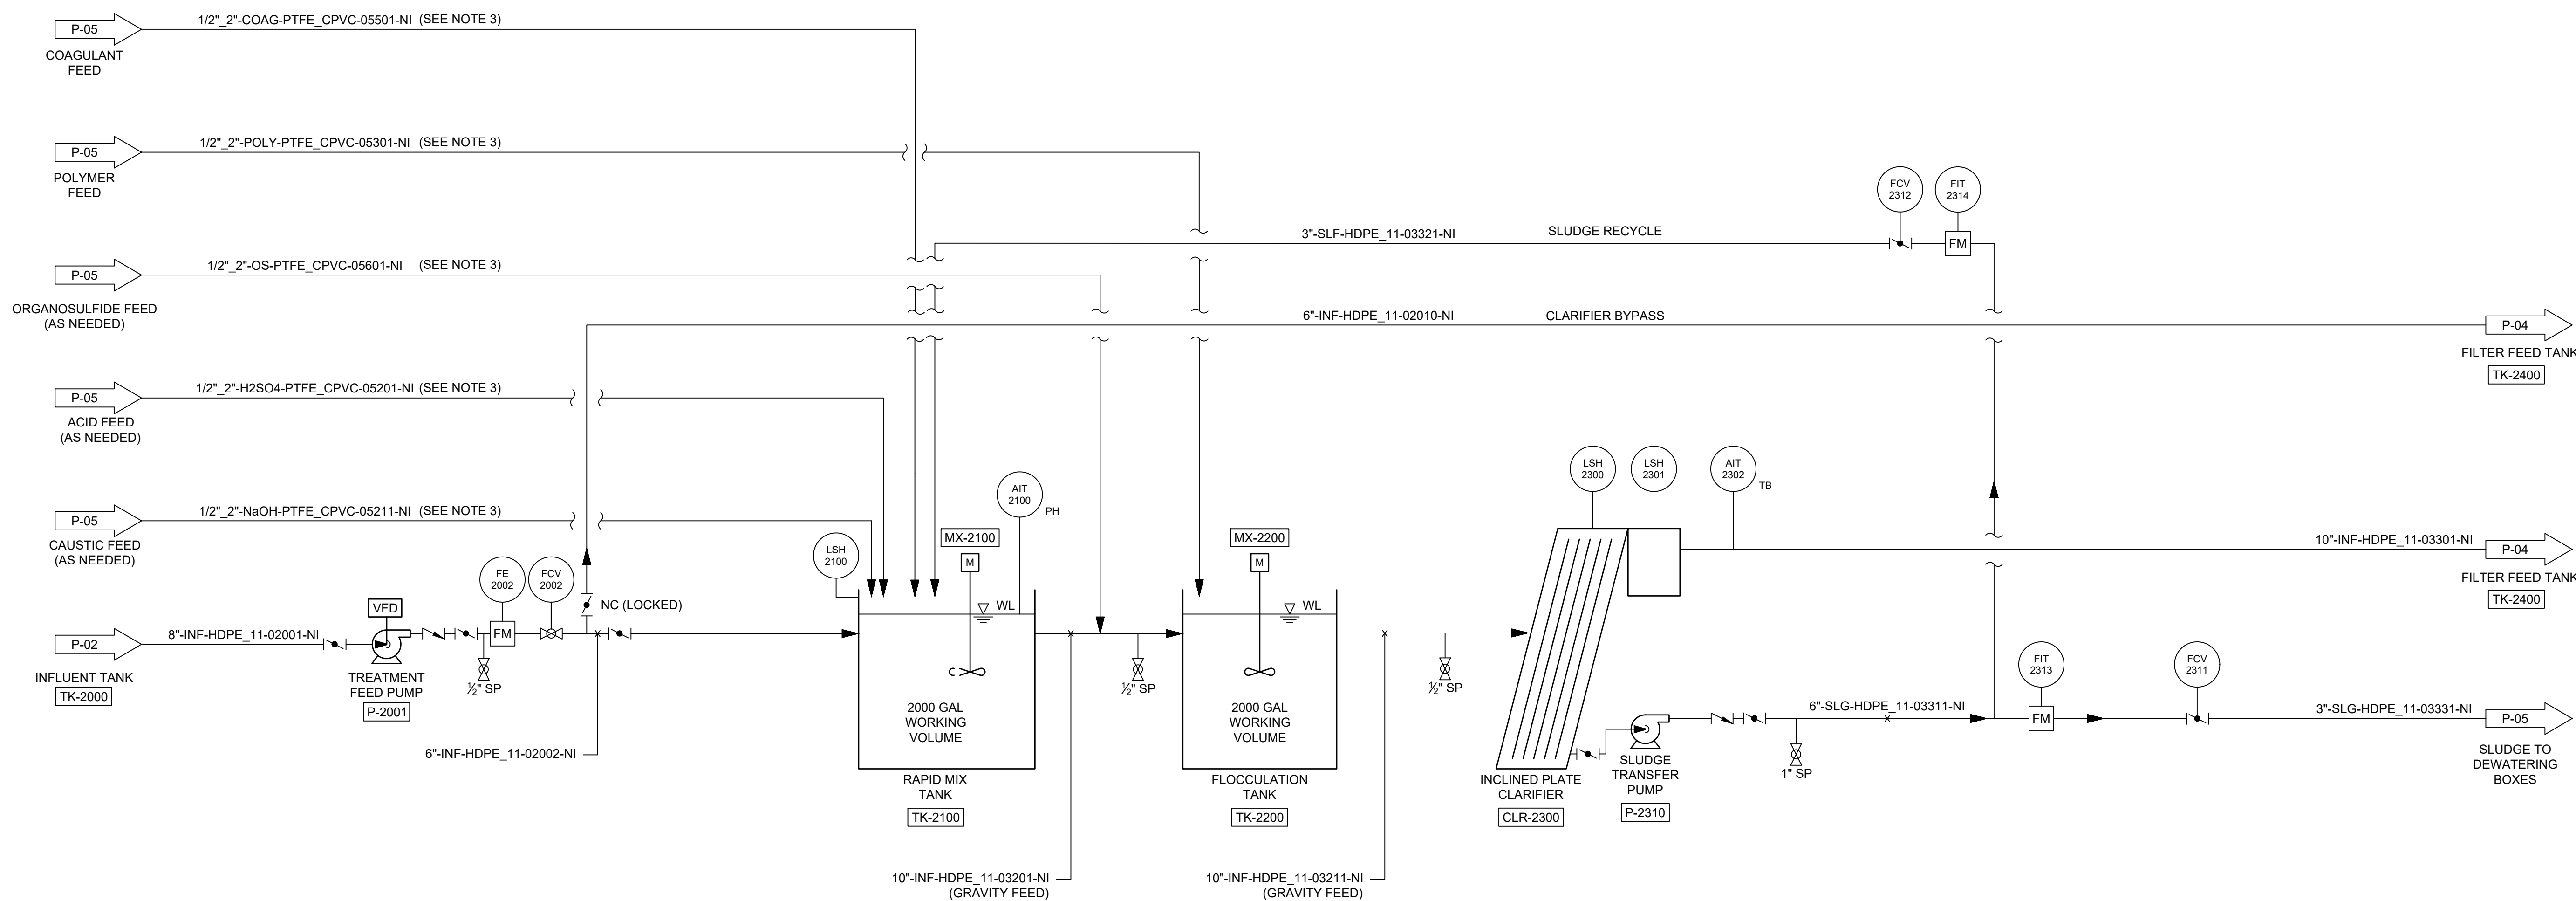 P-05
1/2"_2"-COAG-PTFE_CPVC-05501-NI (SEE NOTE 3)
COAGULANT
FEED
P-05
1/2"_2"-POLY-PTFE_CPVC-05301-NI (SEE NOTE 3)
POLYMER
FEED
FCV
2312
FIT
2314
FM
3"-SLF-HDPE_11-03321-NI
SLUDGE RECYCLE
P-05
1/2"_2"-OS-PTFE_CPVC-05601-NI (SEE NOTE 3)
ORGANOSULFIDE FEED
(AS NEEDED)
6"-INF-HDPE_11-02010-NI
CLARIFIER BYPASS
P-04
FILTER FEED TANK
TK-2400
P-05
1/2"_2"-H2SO4-PTFE_CPVC-05201-NI (SEE NOTE 3)
ACID FEED
(AS NEEDED)
P-05
1/2"_2"-NaOH-PTFE_CPVC-05211-NI (SEE NOTE 3)
CAUSTIC FEED
(AS NEEDED)
LSH
2300
LSH
2301
AIT
2302
TB
AIT
2100
PH
LSH
2100
MX-2100
M
WL
MX-2200
M
WL
10"-INF-HDPE_11-03301-NI
P-04
FILTER FEED TANK
TK-2400
FE
2002
FCV
2002
NC (LOCKED)
VFD
FM
8"-INF-HDPE_11-02001-NI
P-02
INFLUENT TANK
TK-2000
TREATMENT
FEED PUMP
P-2001
½" SP
½" SP
½" SP
6"-INF-HDPE_11-02002-NI
2000 GAL
WORKING
VOLUME
RAPID MIX
TANK
TK-2100
2000 GAL
WORKING
VOLUME
FLOCCULATION
TANK
TK-2200
INCLINED PLATE
CLARIFIER
CLR-2300
SLUDGE
TRANSFER
PUMP
P-2310
1" SP
6"-SLG-HDPE_11-03311-NI
FIT
2313
FM
FCV
2311
3"-SLG-HDPE_11-03331-NI
P-05
SLUDGE TO
DEWATERING
BOXES
10"-INF-HDPE_11-03201-NI
(GRAVITY FEED)
10"-INF-HDPE_11-03211-NI
(GRAVITY FEED)